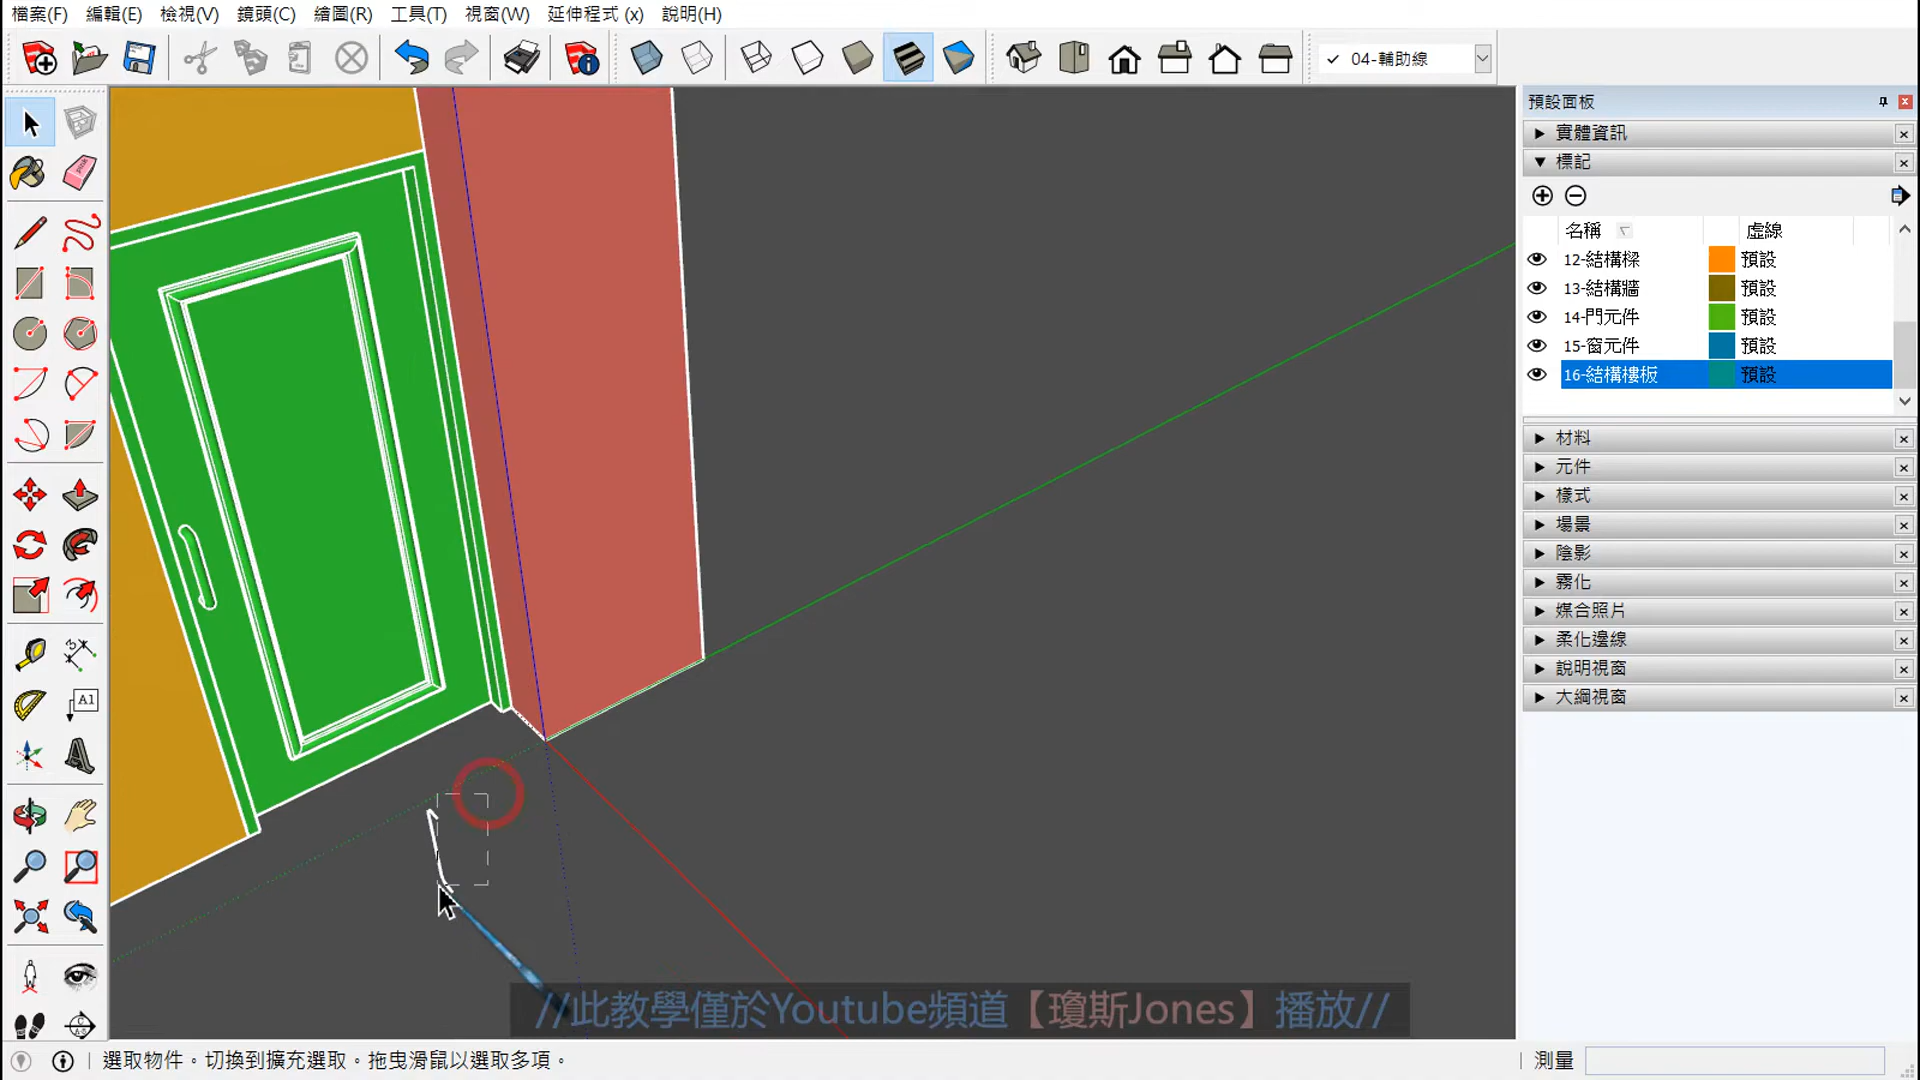 檔案(F) 編輯(E) 檢視(V) 鏡頭(C) 繪圖(R) 工具(T) 視窗(W) 延伸程式 (x) 說明(H)
04-輔助線
預設面板
實體資訊
標記
名稱 虛線
12-結構樑 預設
13-結構牆 預設
14-門元件 預設
15-窗元件 預設
16-結構樓板 預設
材料
元件
樣式
場景
陰影
霧化
媒合照片
柔化邊線
說明視窗
大綱視窗
A1
//此教學僅於Youtube頻道【瓊斯Jones】播放//
選取物件。切換到擴充選取。拖曳滑鼠以選取多項。
測量